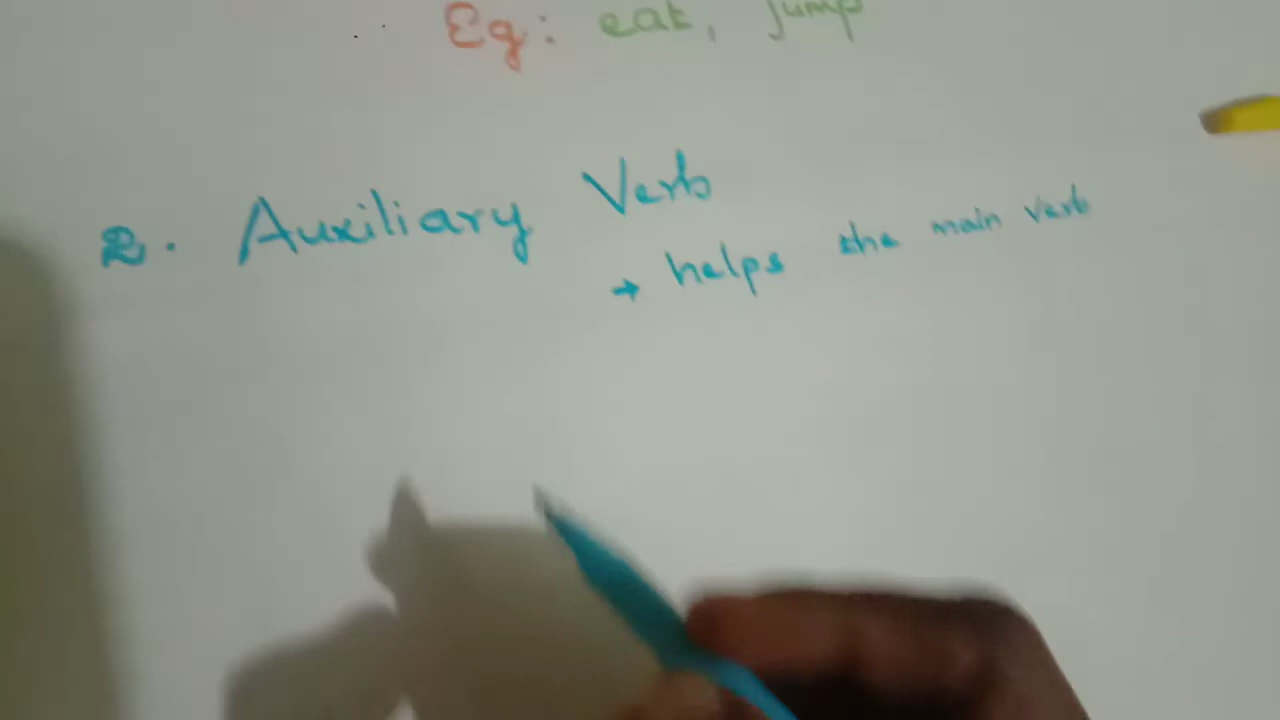 Eg: eat, jump
2. Auxiliary Verb
→ helps the main verb